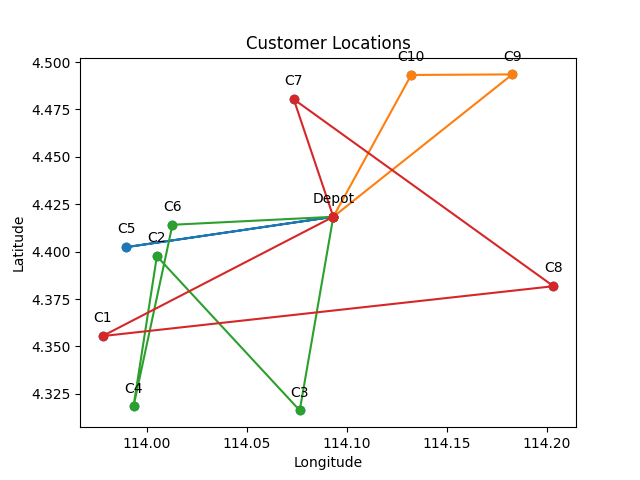 Customer Locations
4.500
4.475
4.450
4.425
4.400
4.375
4.350
4.325
Latitude
C10
C9
C7
Depot
C6
C5
C2
C8
C1
C4
C3
114.00
114.05
114.10
114.15
114.20
Longitude